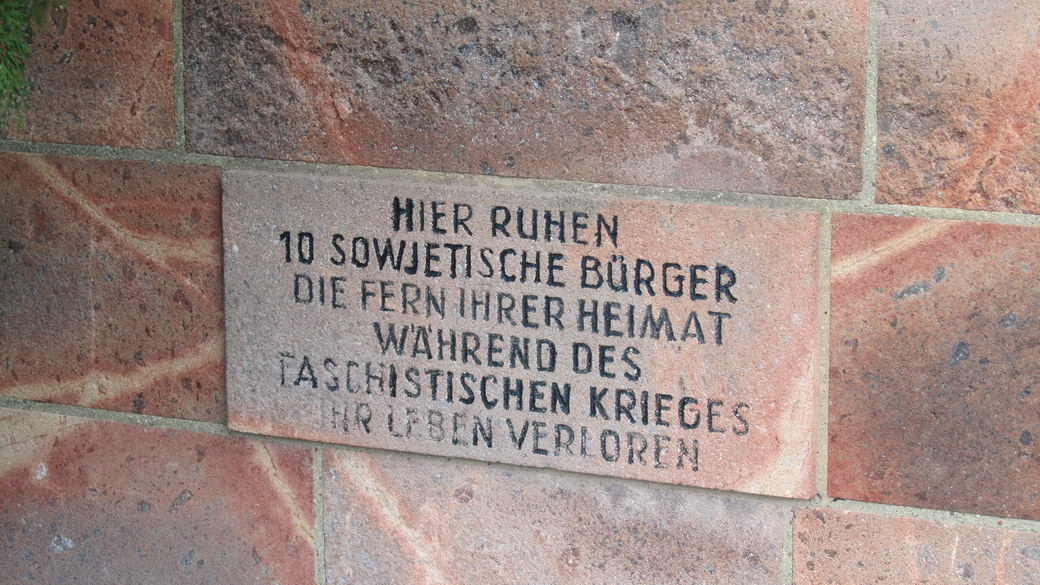 HIER RUHEN
10 SOWJETISCHE BÜRGER
DIE FERN IHRER HEIMAT
WÄHREND DES
FASCHISTISCHEN KRIEGES
IHR LEBEN VERLOREN